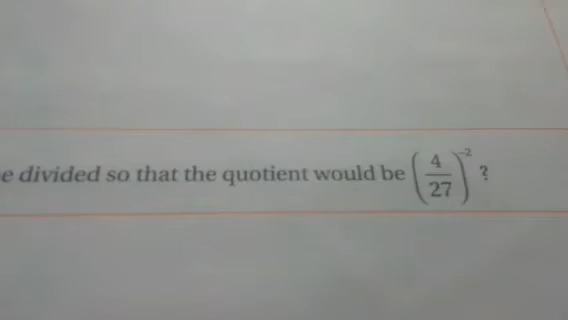 e divided so that the quotient would be (4/27)^-2 ?